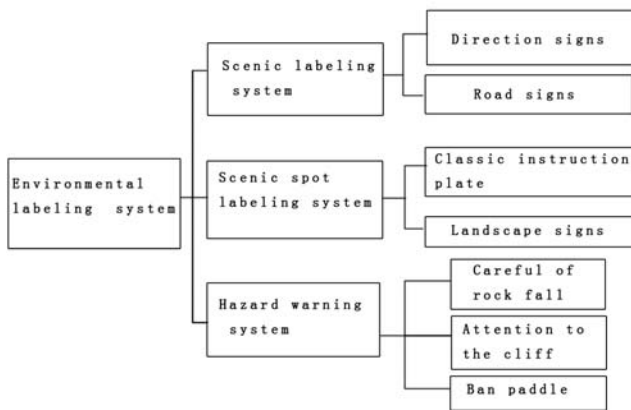 Environmental
labeling system
Scenic labeling
system
Direction signs
Road signs
Scenic spot
labeling system
Classic instruction
plate
Landscape signs
Hazard warning
system
Careful of
rock fall
Attention to
the cliff
Ban paddle